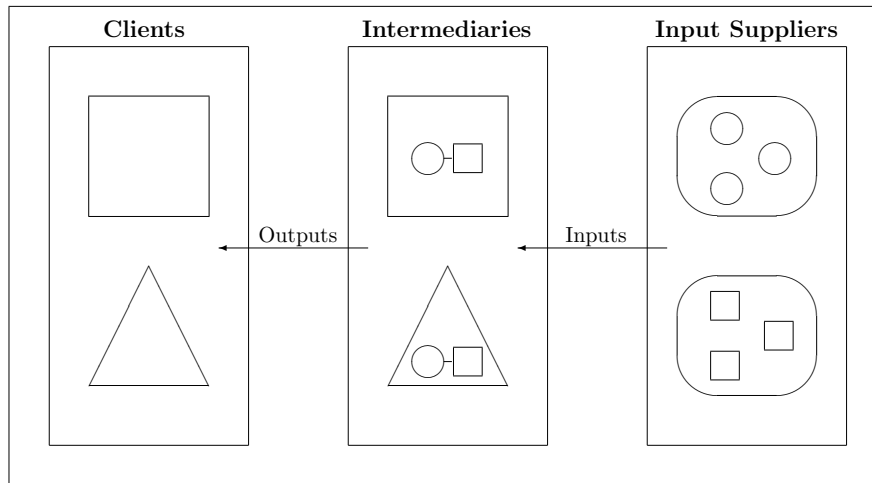 Clients
Intermediaries
Input Suppliers
Outputs
Inputs